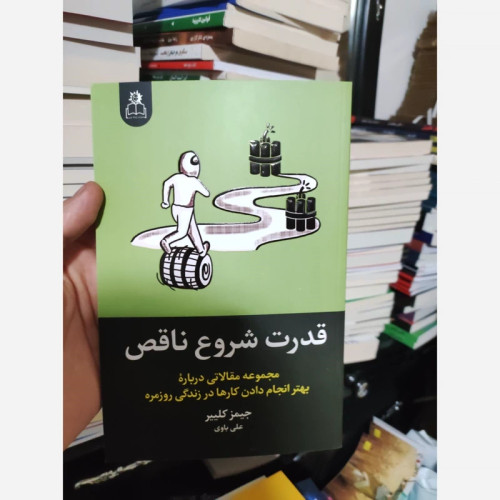 قدرت شروع ناقص
مجموعه مقالاتی دربارهٔ
بهتر انجام دادن کارها در زندگی روزمره
جیمز کلییر
علی باوی